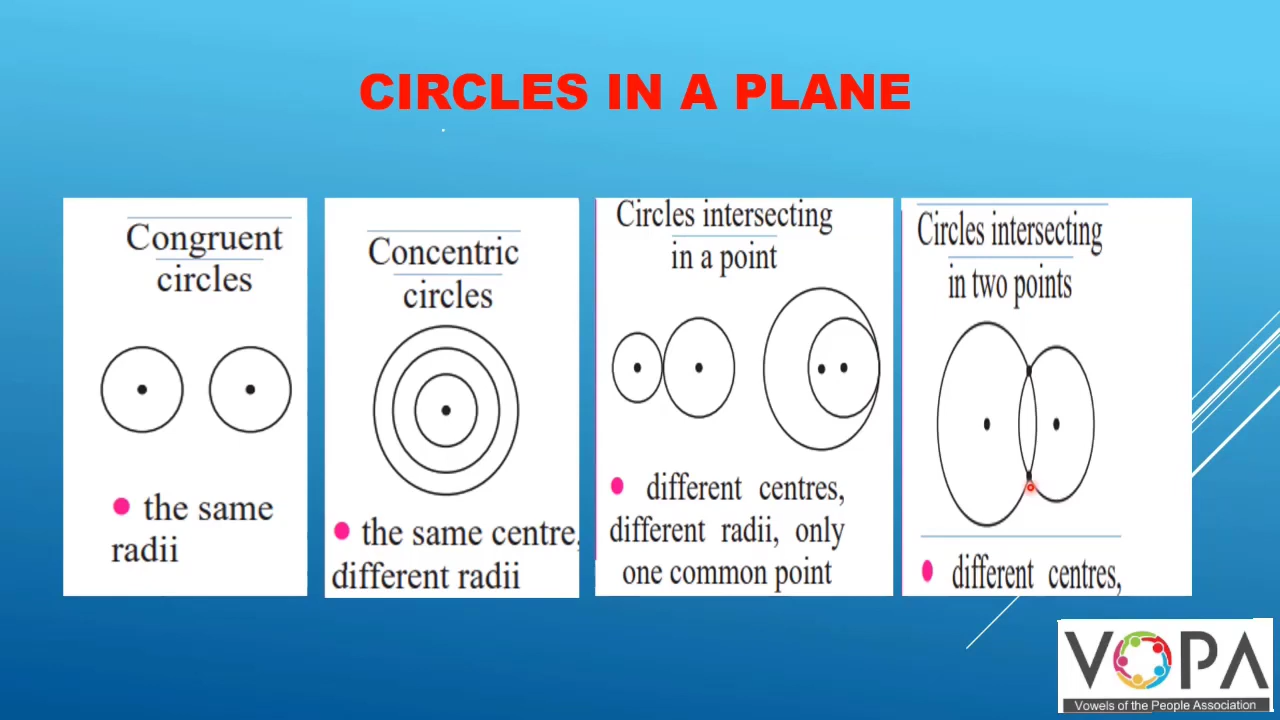 CIRCLES IN A PLANE
Congruent
circles
• the same
radii
Concentric
circles
• the same centre,
different radii
Circles intersecting
in a point
• different centres,
different radii, only
one common point
Circles intersecting
in two points
• different centres,
VOPA
Vowels of the People Association